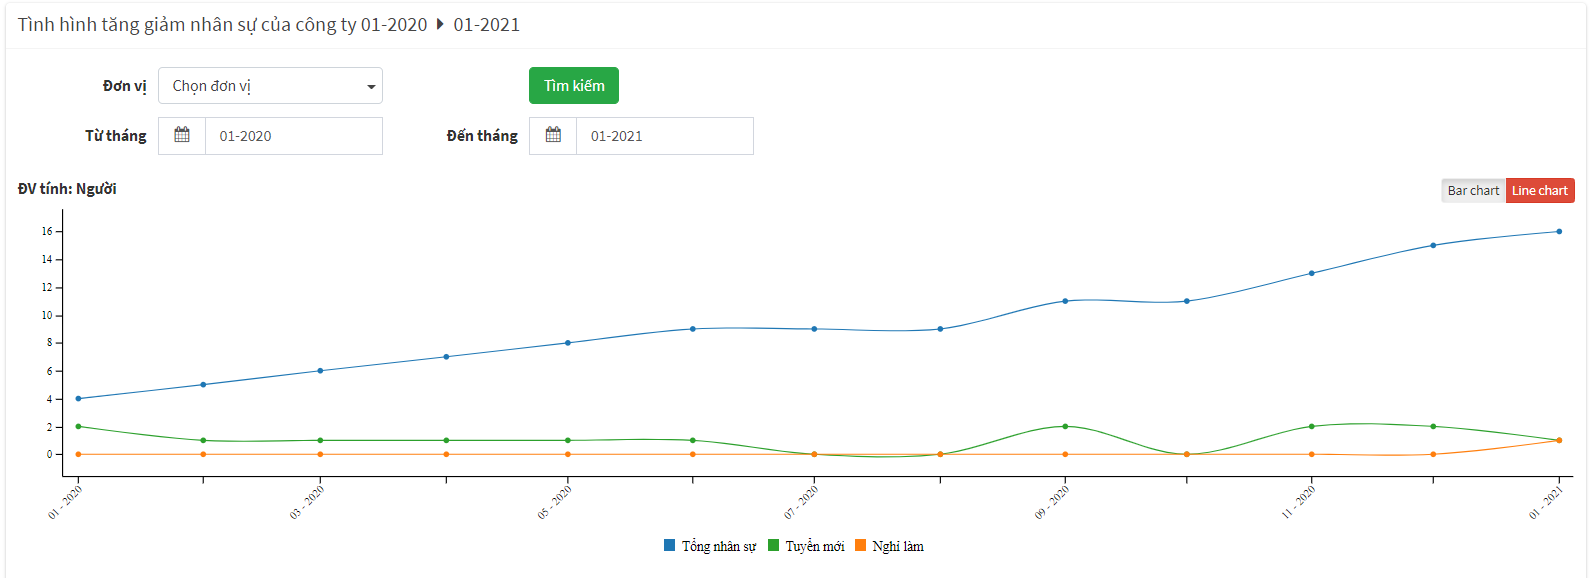 Tình hình tăng giảm nhân sự của công ty 01-2020 01-2021
Đơn vị Chọn đơn vị Tìm kiếm
Từ tháng 01-2020 Đến tháng 01-2021
ĐV tính: Người Bar chart Line chart
16
14
12
10
8
6
4
2
0
01 - 2020 03 - 2020 05 - 2020 07 - 2020 09 - 2020 11 - 2020 01 - 2021
Tổng nhân sự Tuyển mới Nghỉ làm